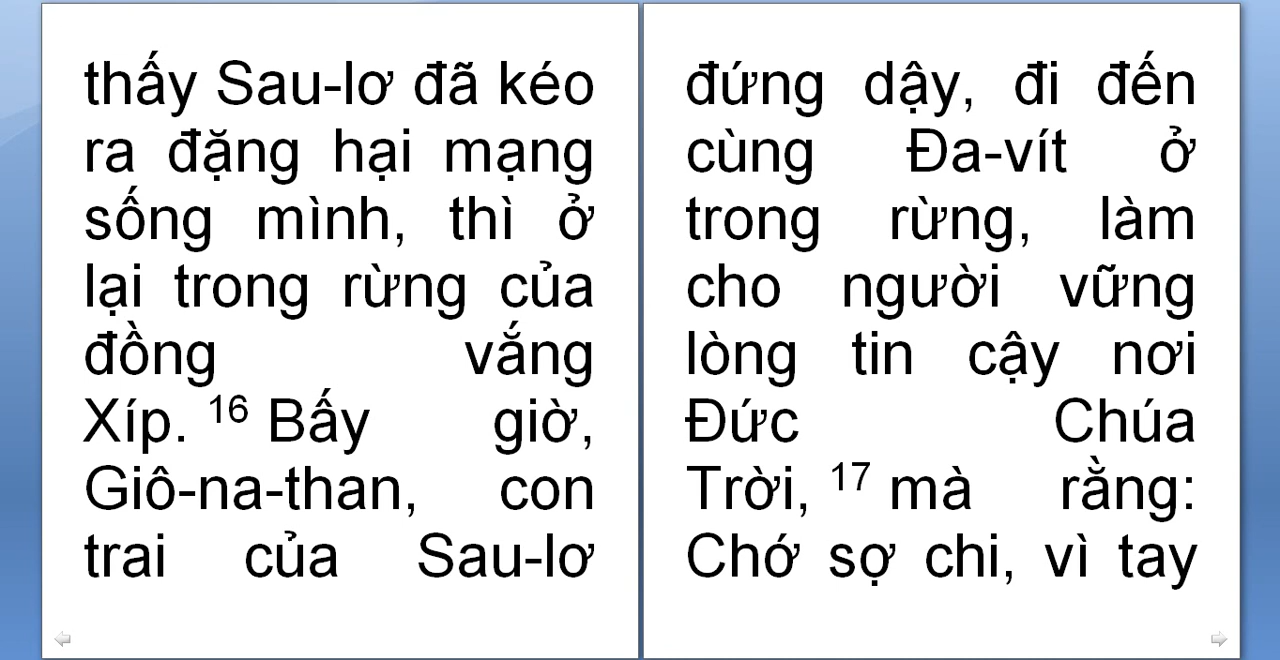 thấy Sau-lơ đã kéo
ra đặng hại mạng
sống mình, thì ở
lại trong rừng của
đồng vắng
Xíp. 16 Bấy giờ,
Giô-na-than, con
trai của Sau-lơ
đứng dậy, đi đến
cùng Đa-vít ở
trong rừng, làm
cho người vững
lòng tin cậy nơi
Đức Chúa
Trời, 17 mà rằng:
Chớ sợ chi, vì tay